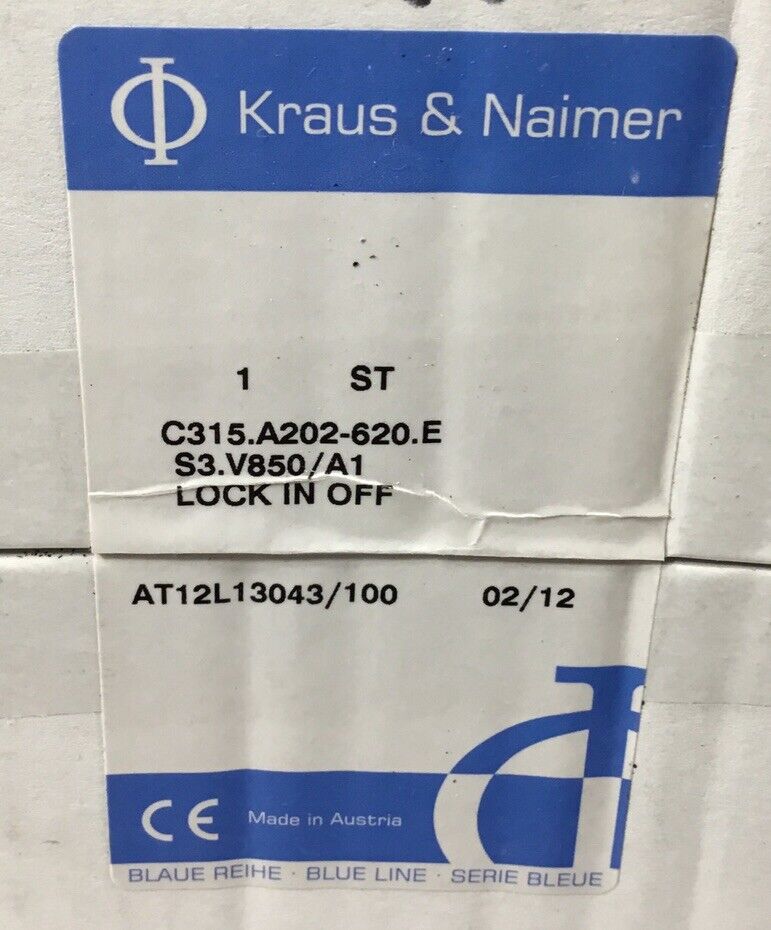 Kraus & Naimer
1 ST
C315.A202-620.E
S3.V850/A1
LOCK IN OFF
AT12L13043/100 02/12
CE Made in Austria
BLAUE REIHE · BLUE LINE · SERIE BLEUE